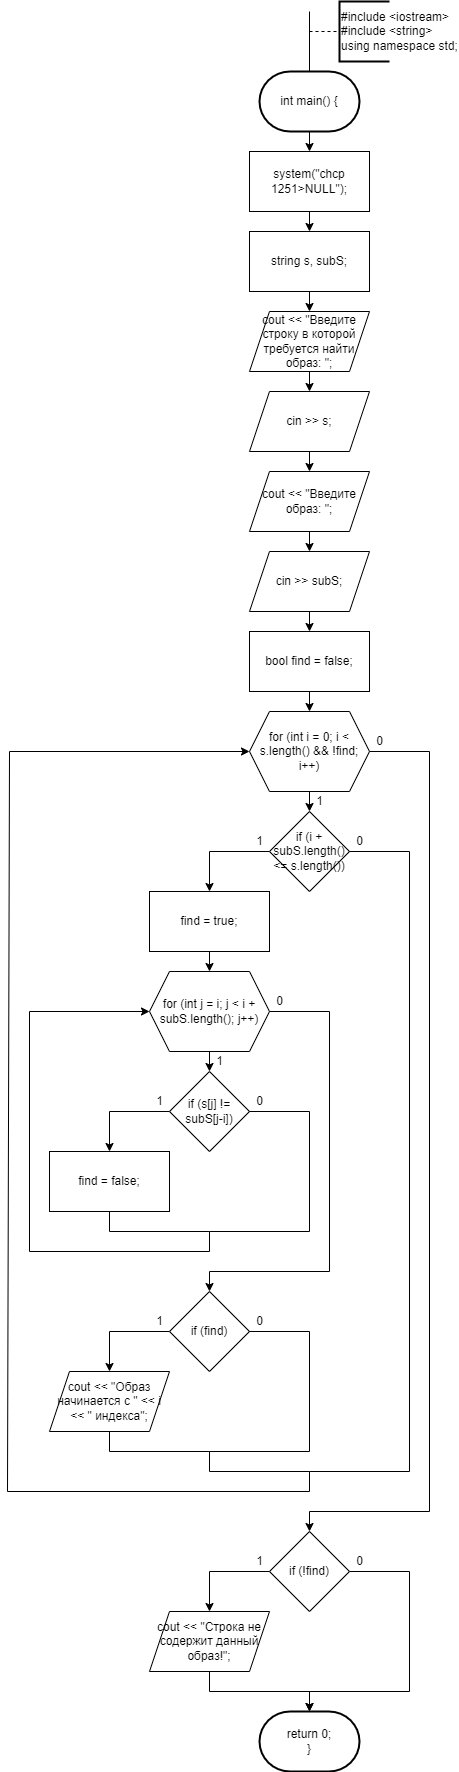 #include <iostream>
#include <string>
using namespace std;
int main() {
system("chcp
1251>NULL");
string s, subS;
cout << "Введите
строку в которой
требуется найти
образ: ";
cin >> s;
cout << "Введите
образ: ";
cin >> subS;
bool find = false;
for (int i = 0; i <
s.length() && !find;
i++)
0
1
if (i +
subS.length()
<= s.length())
1
0
find = true;
for (int j = i; j < i +
subS.length(); j++)
0
1
if (s[j] !=
subS[j-i])
1
0
find = false;
if (find)
1
0
cout << "Образ
начинается с " << i
<< " индекса";
if (!find)
1
0
cout << "Строка не
содержит данный
образ!";
return 0;
}